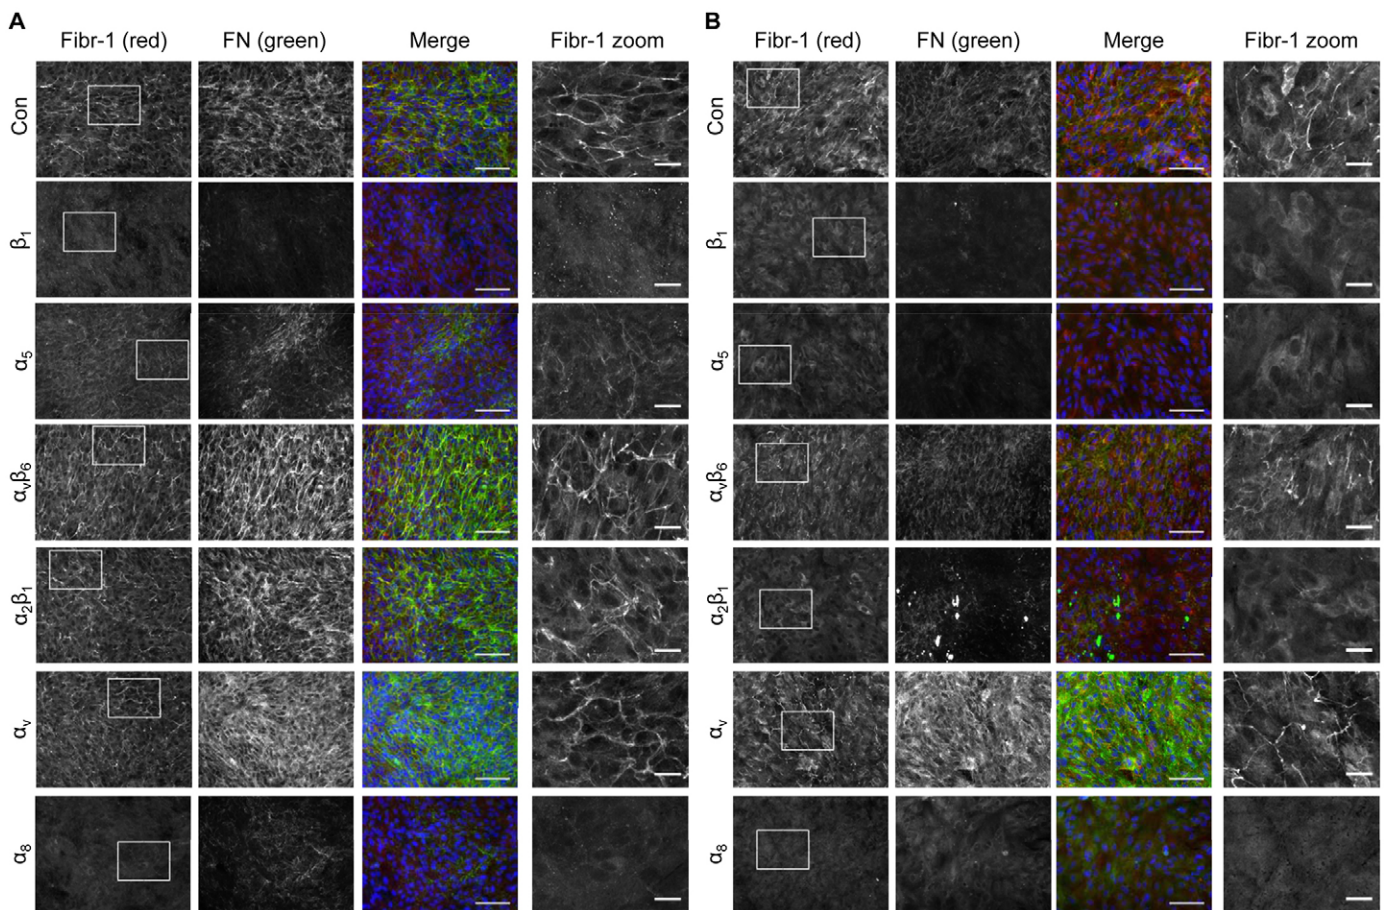 A B
Fibr-1 (red) FN (green) Merge Fibr-1 zoom Fibr-1 (red) FN (green) Merge Fibr-1 zoom
Con Con
β₁ β₁
α₅ α₅
αᵥβ₆ αᵥβ₆
α₂β₁ α₂β₁
αᵥ αᵥ
α₈ α₈